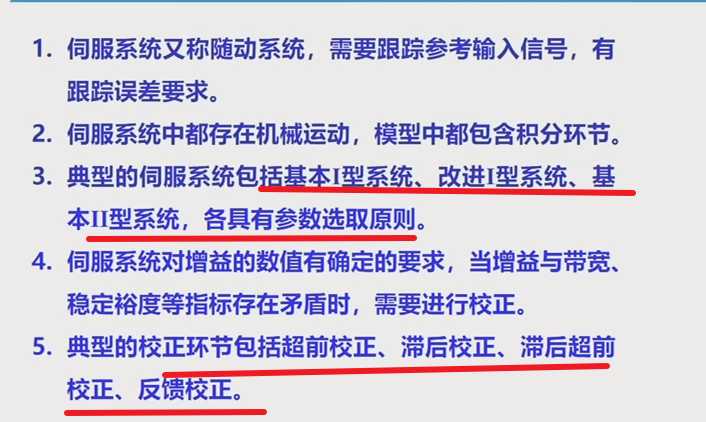 1. 伺服系统又称随动系统，需要跟踪参考输入信号，有
跟踪误差要求。
2. 伺服系统中都存在机械运动，模型中都包含积分环节。
3. 典型的伺服系统包括基本I型系统、改进I型系统、基
本II型系统，各具有参数选取原则。
4. 伺服系统对增益的数值有确定的要求，当增益与带宽、
稳定裕度等指标存在矛盾时，需要进行校正。
5. 典型的校正环节包括超前校正、滞后校正、滞后超前
校正、反馈校正。